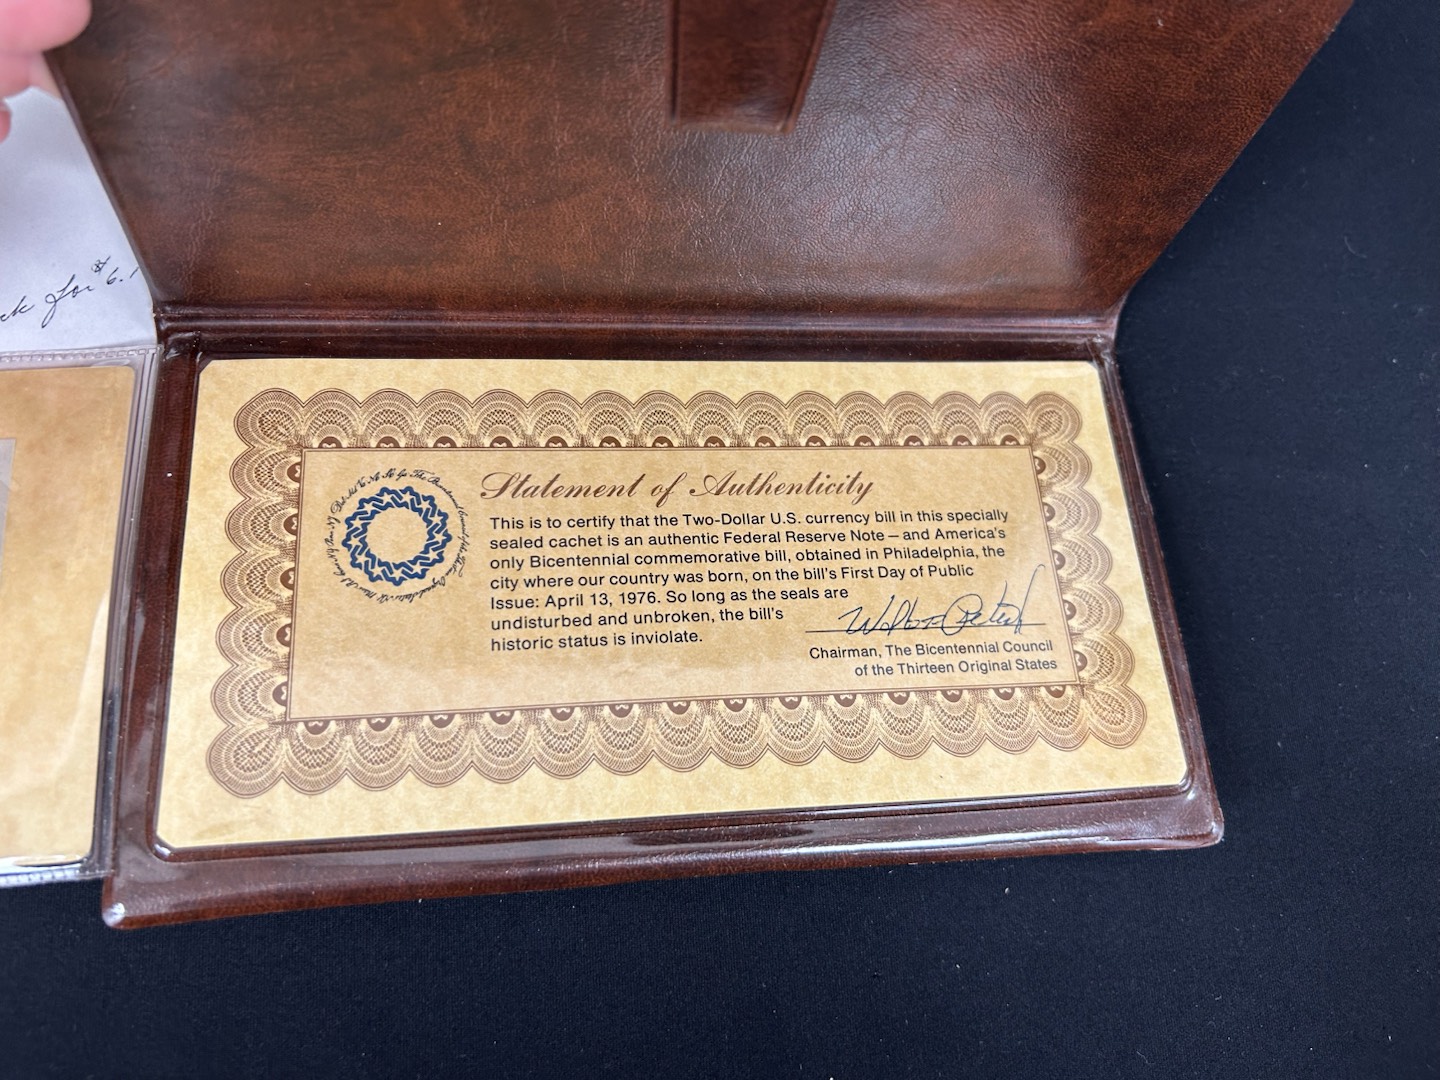 for $6.1
Statement of Authenticity
This is to certify that the Two-Dollar U.S. currency bill in this specially
sealed cachet is an authentic Federal Reserve Note — and America's
only Bicentennial commemorative bill, obtained in Philadelphia, the
city where our country was born, on the bill's First Day of Public
Issue: April 13, 1976. So long as the seals are
undisturbed and unbroken, the bill's
historic status is inviolate.
Chairman, The Bicentennial Council
of the Thirteen Original States